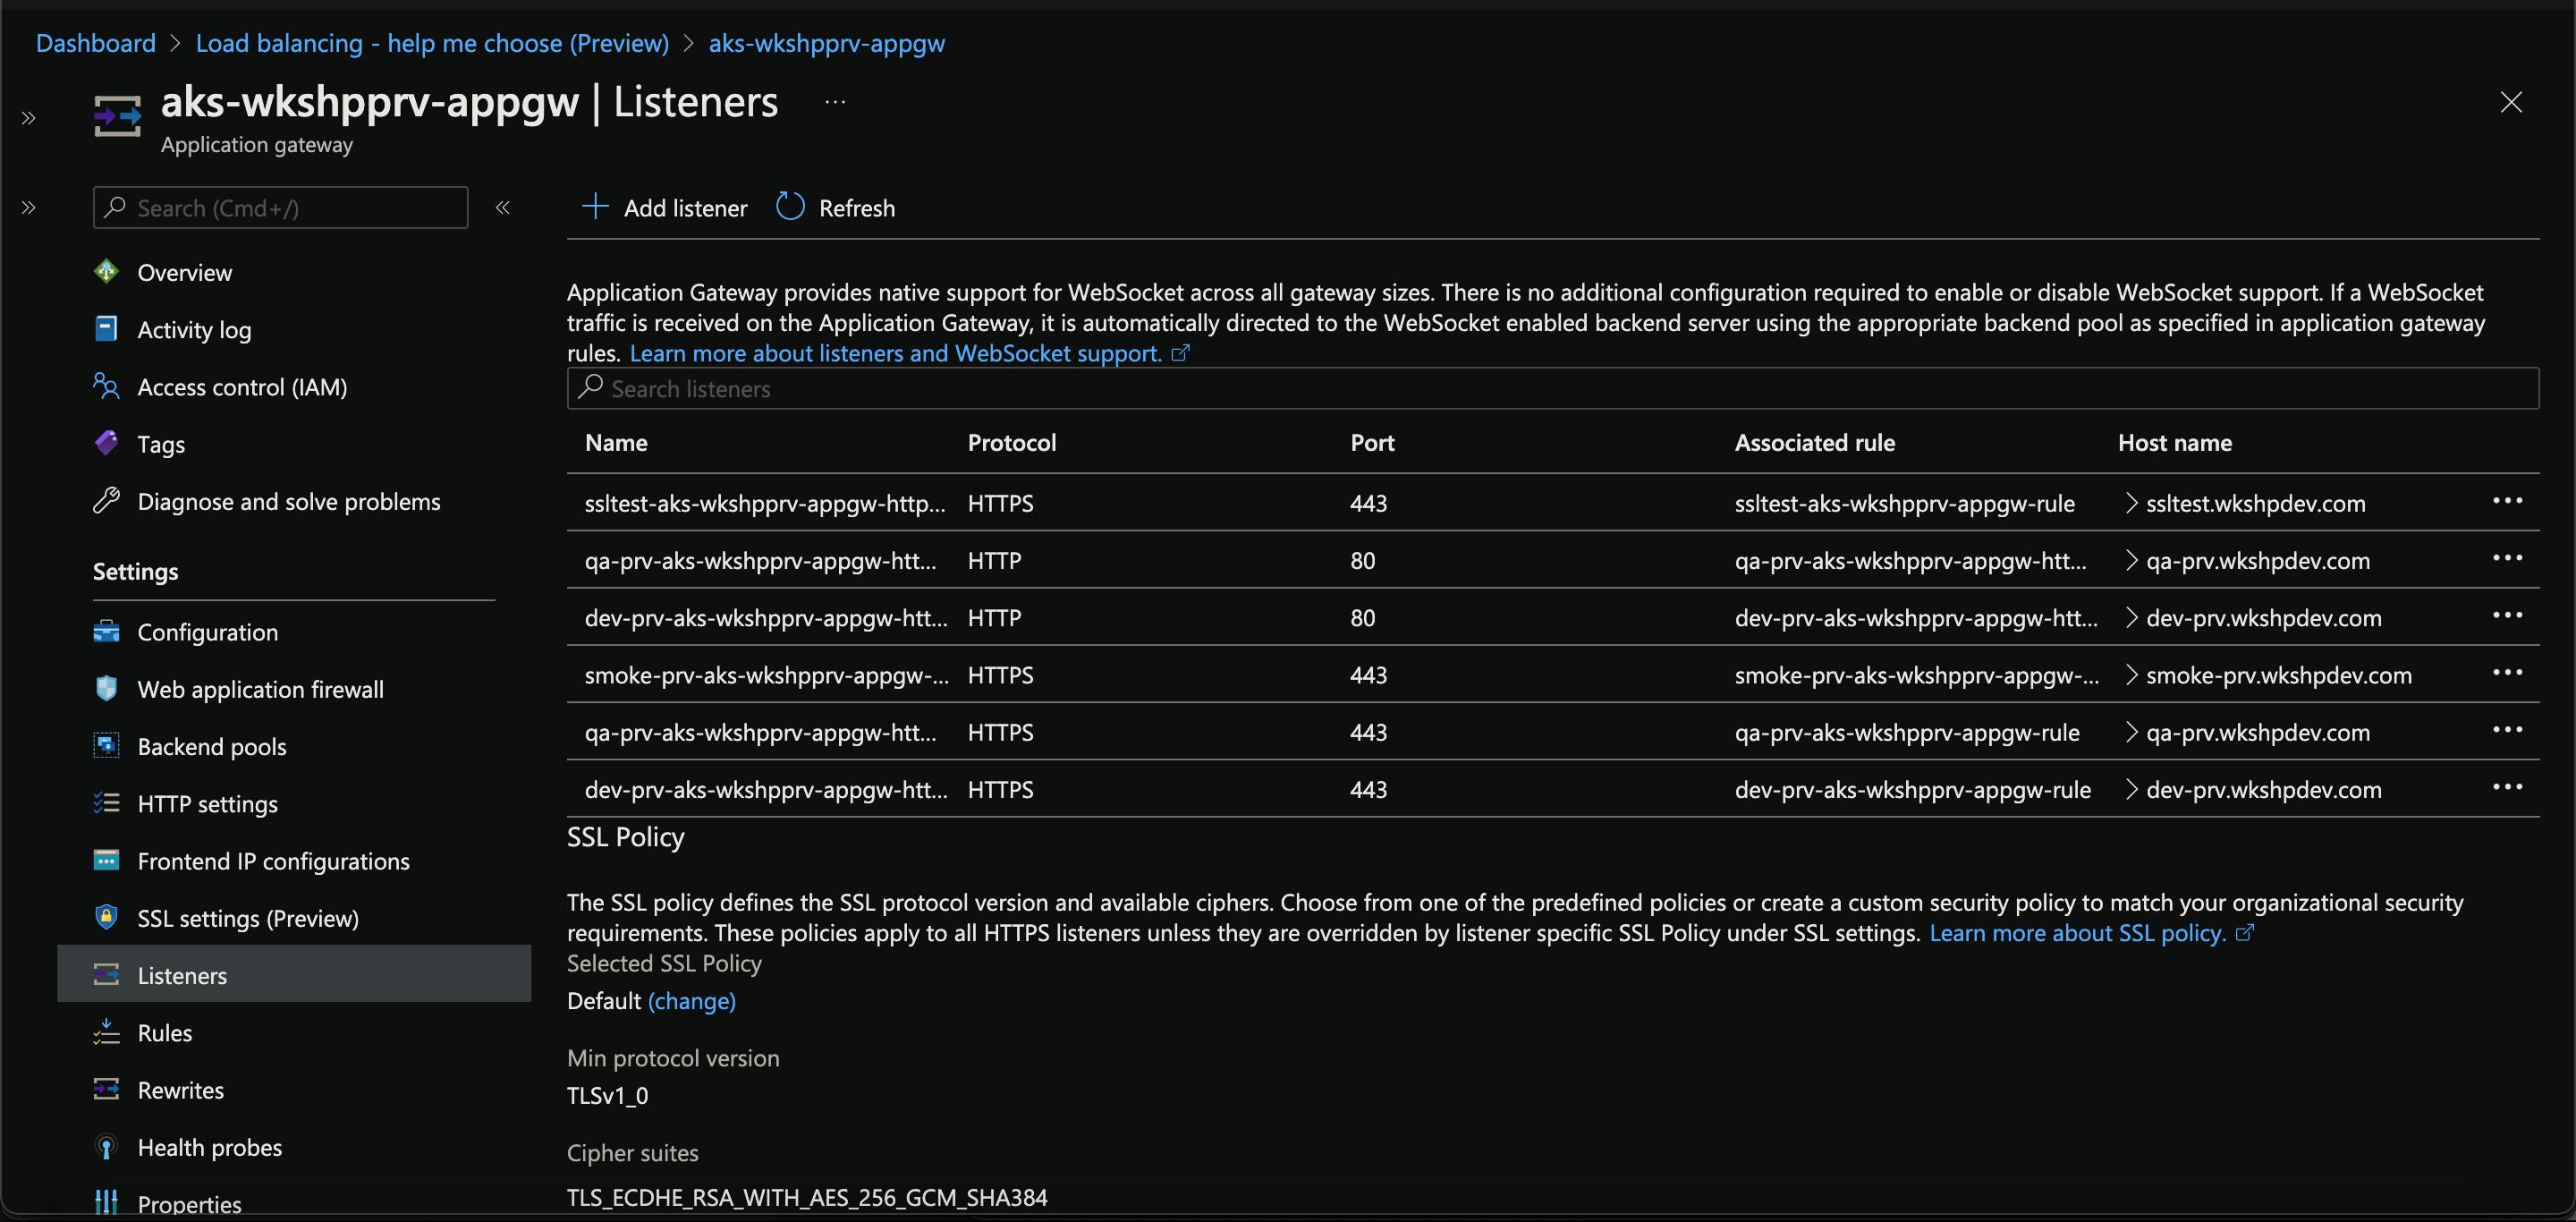 Dashboard > Load balancing - help me choose (Preview) > aks-wkshpprv-appgw
aks-wkshpprv-appgw | Listeners ...
Application gateway
Search (Cmd+/)
Overview
Activity log
Access control (IAM)
Tags
Diagnose and solve problems
Settings
Configuration
Web application firewall
Backend pools
HTTP settings
Frontend IP configurations
SSL settings (Preview)
Listeners
Rules
Rewrites
Health probes
Properties
Add listener Refresh
Application Gateway provides native support for WebSocket across all gateway sizes. There is no additional configuration required to enable or disable WebSocket support. If a WebSocket
traffic is received on the Application Gateway, it is automatically directed to the WebSocket enabled backend server using the appropriate backend pool as specified in application gateway
rules. Learn more about listeners and WebSocket support.
Search listeners
Name Protocol Port Associated rule Host name
ssltest-aks-wkshpprv-appgw-http... HTTPS 443 ssltest-aks-wkshpprv-appgw-rule > ssltest.wkshpdev.com ...
qa-prv-aks-wkshpprv-appgw-htt... HTTP 80 qa-prv-aks-wkshpprv-appgw-htt... > qa-prv.wkshpdev.com ...
dev-prv-aks-wkshpprv-appgw-htt... HTTP 80 dev-prv-aks-wkshpprv-appgw-htt... > dev-prv.wkshpdev.com ...
smoke-prv-aks-wkshpprv-appgw-... HTTPS 443 smoke-prv-aks-wkshpprv-appgw-... > smoke-prv.wkshpdev.com ...
qa-prv-aks-wkshpprv-appgw-htt... HTTPS 443 qa-prv-aks-wkshpprv-appgw-rule > qa-prv.wkshpdev.com ...
dev-prv-aks-wkshpprv-appgw-htt... HTTPS 443 dev-prv-aks-wkshpprv-appgw-rule > dev-prv.wkshpdev.com ...
SSL Policy
The SSL policy defines the SSL protocol version and available ciphers. Choose from one of the predefined policies or create a custom security policy to match your organizational security
requirements. These policies apply to all HTTPS listeners unless they are overridden by listener specific SSL Policy under SSL settings. Learn more about SSL policy.
Selected SSL Policy
Default (change)
Min protocol version
TLSv1_0
Cipher suites
TLS_ECDHE_RSA_WITH_AES_256_GCM_SHA384